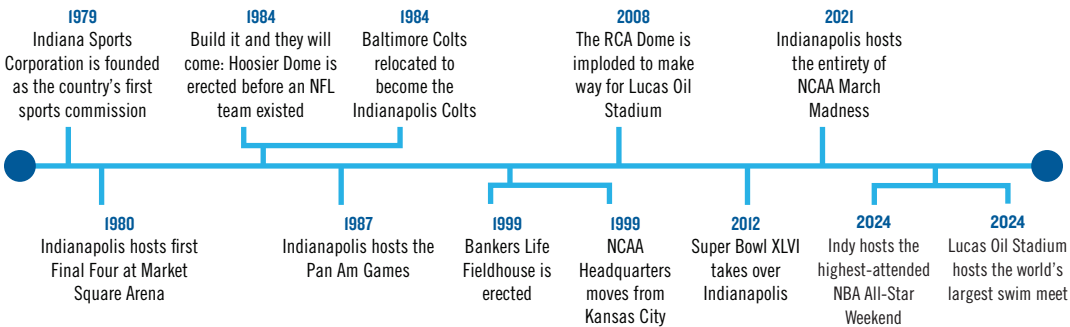 1979
Indiana Sports
Corporation is founded
as the country's first
sports commission
1984
Build it and they will
come: Hoosier Dome is
erected before an NFL
team existed
1984
Baltimore Colts
relocated to
become the
Indianapolis Colts
2008
The RCA Dome is
imploded to make
way for Lucas Oil
Stadium
2021
Indianapolis hosts
the entirety of
NCAA March
Madness
1980
Indianapolis hosts first
Final Four at Market
Square Arena
1987
Indianapolis hosts the
Pan Am Games
1999
Bankers Life
Fieldhouse is
erected
1999
NCAA
Headquarters
moves from
Kansas City
2012
Super Bowl XLVI
takes over
Indianapolis
2024
Indy hosts the
highest-attended
NBA All-Star
Weekend
2024
Lucas Oil Stadium
hosts the world's
largest swim meet